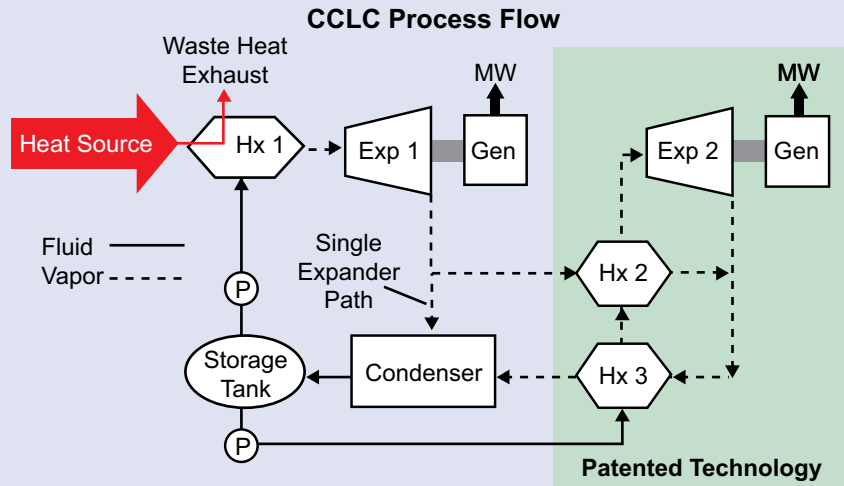 CCLC Process Flow
Waste Heat
Exhaust
MW
MW
Heat Source
Hx 1
Exp 1
Gen
Exp 2
Gen
Fluid
Vapor
Single
Expander
Path
Hx 2
P
Storage
Tank
Condenser
Hx 3
P
Patented Technology